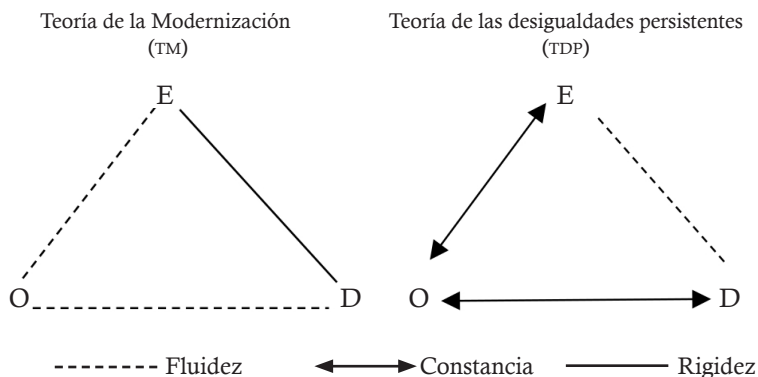 Teoría de la Modernización
(TM)
Teoría de las desigualdades persistentes
(TDP)
E
O
D
E
O
D
Fluidez
Constancia
Rigidez